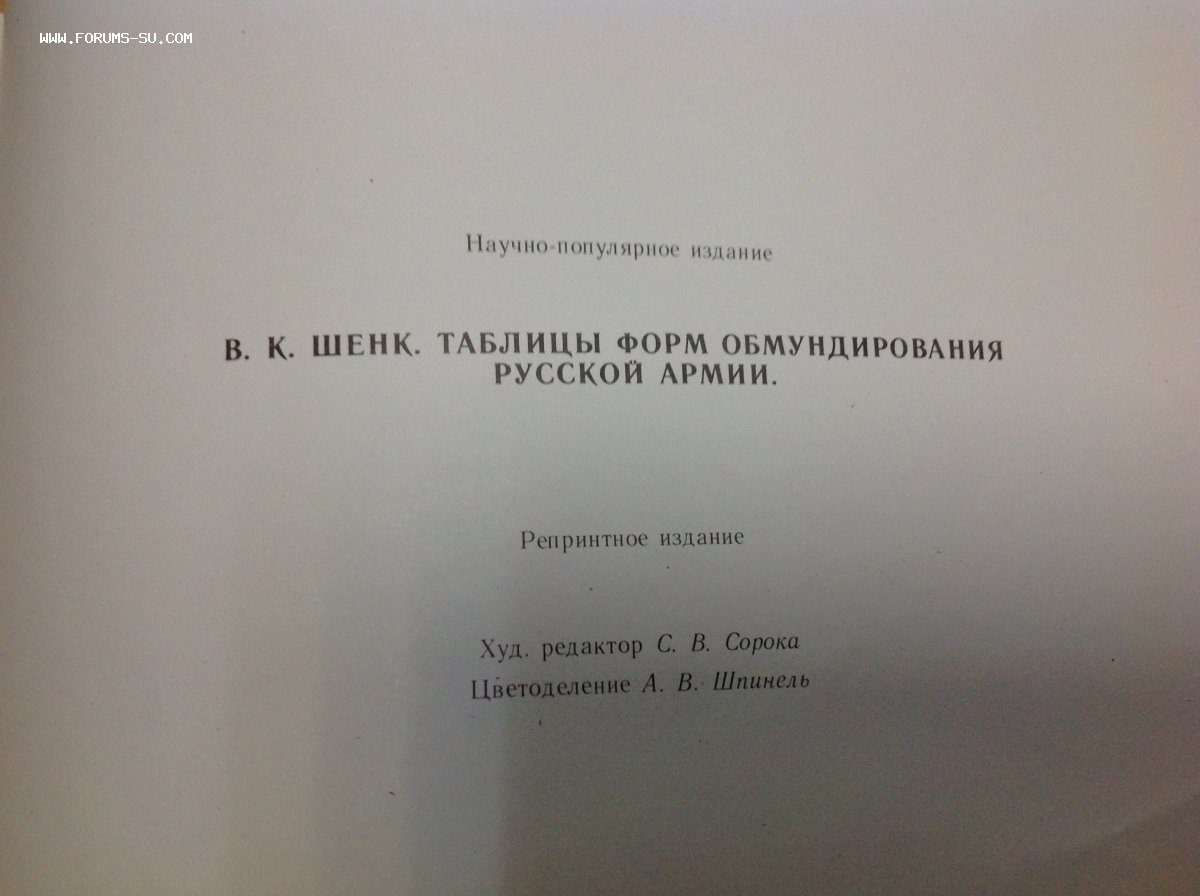 WWW.FORUMS-SU.COM
Научно-популярное издание
В. К. ШЕНК. ТАБЛИЦЫ ФОРМ ОБМУНДИРОВАНИЯ
РУССКОЙ АРМИИ.
Репринтное издание
Худ. редактор С. В. Сорока
Цветоделение А. В. Шпинель